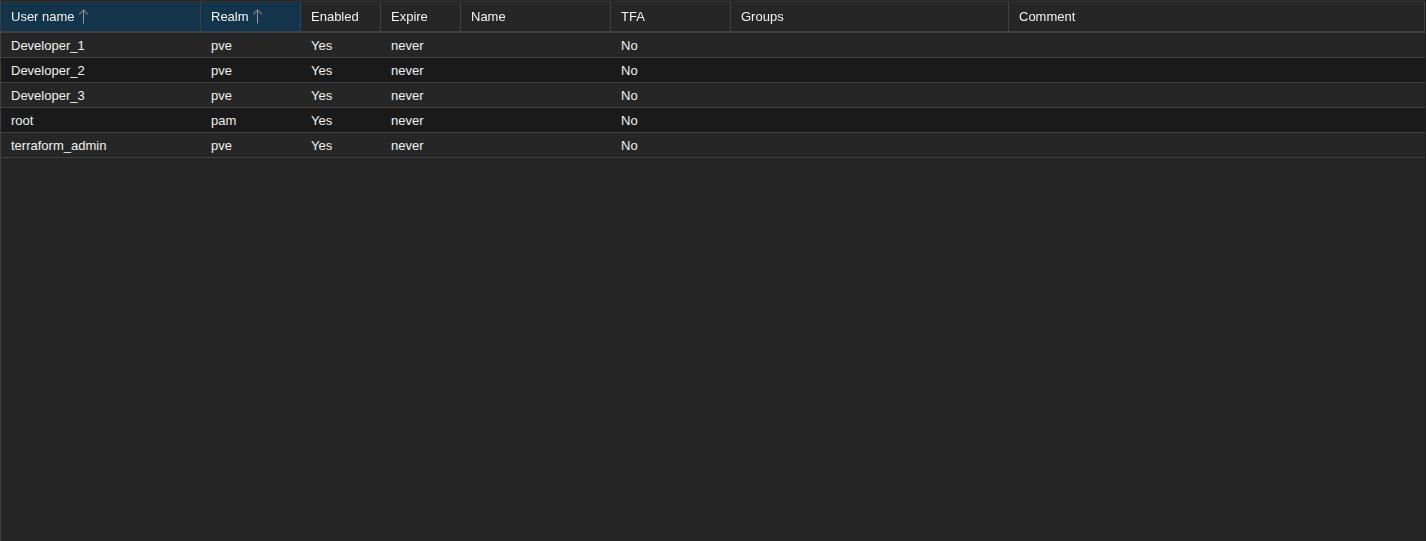 User name Realm Enabled Expire Name TFA Groups Comment
Developer_1 pve Yes never No
Developer_2 pve Yes never No
Developer_3 pve Yes never No
root pam Yes never No
terraform_admin pve Yes never No